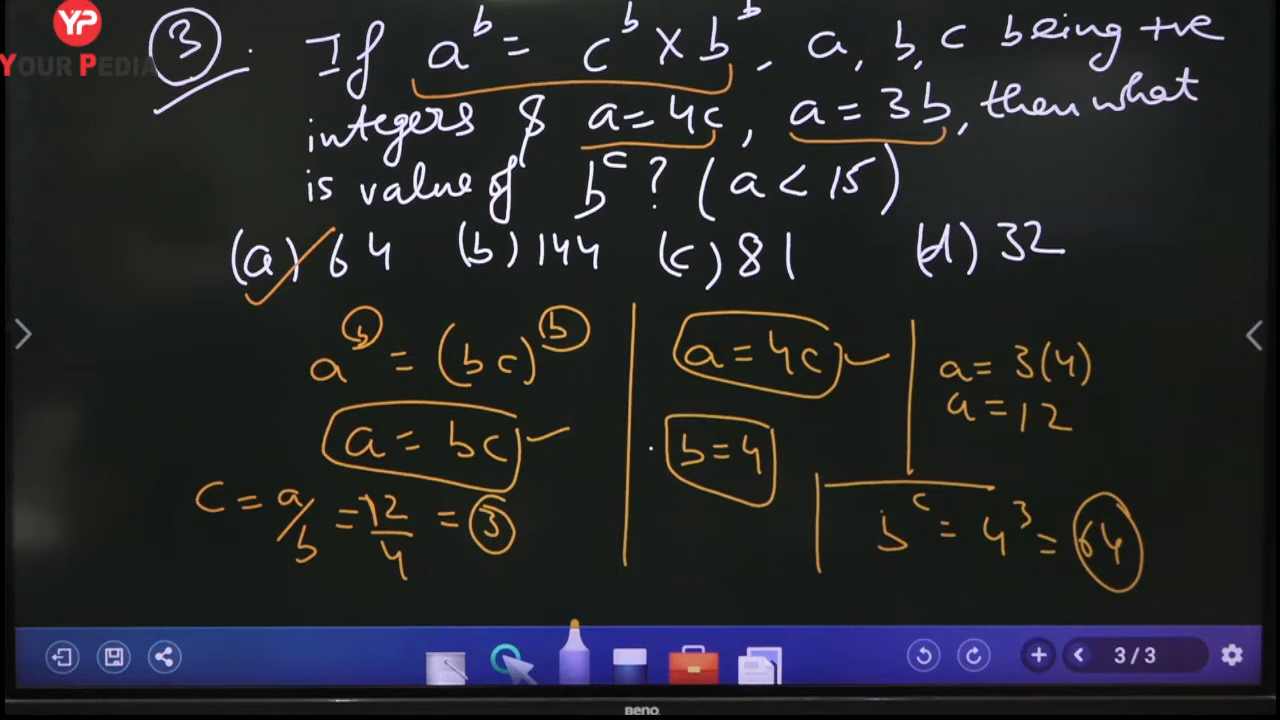 YP
YOUR PEDIA
③. If a^b = c^b × b^b, a, b, c being +ve
integers & a = 4c, a = 3b, then what
is value of b^c ? (a < 15)
(a) 64 (b) 144 (c) 81 (d) 32
a^b = (bc)^b
a = bc
c = a/b = 12/4 = 3
a = 4c
b = 4
a = 3(4)
a = 12
b^c = 4^3 = 64
3 / 3
BenQ